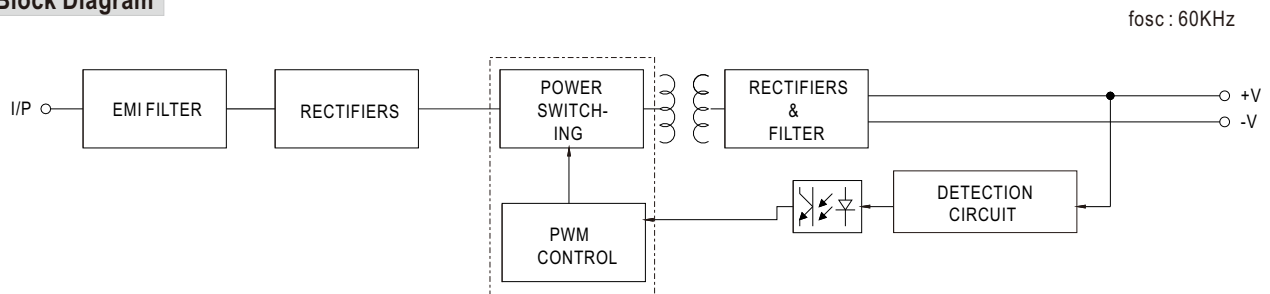 Block Diagram
fosc : 60KHz
I/P
EMI FILTER
RECTIFIERS
POWER
SWITCH-
ING
RECTIFIERS
&
FILTER
+V
-V
DETECTION
CIRCUIT
PWM
CONTROL